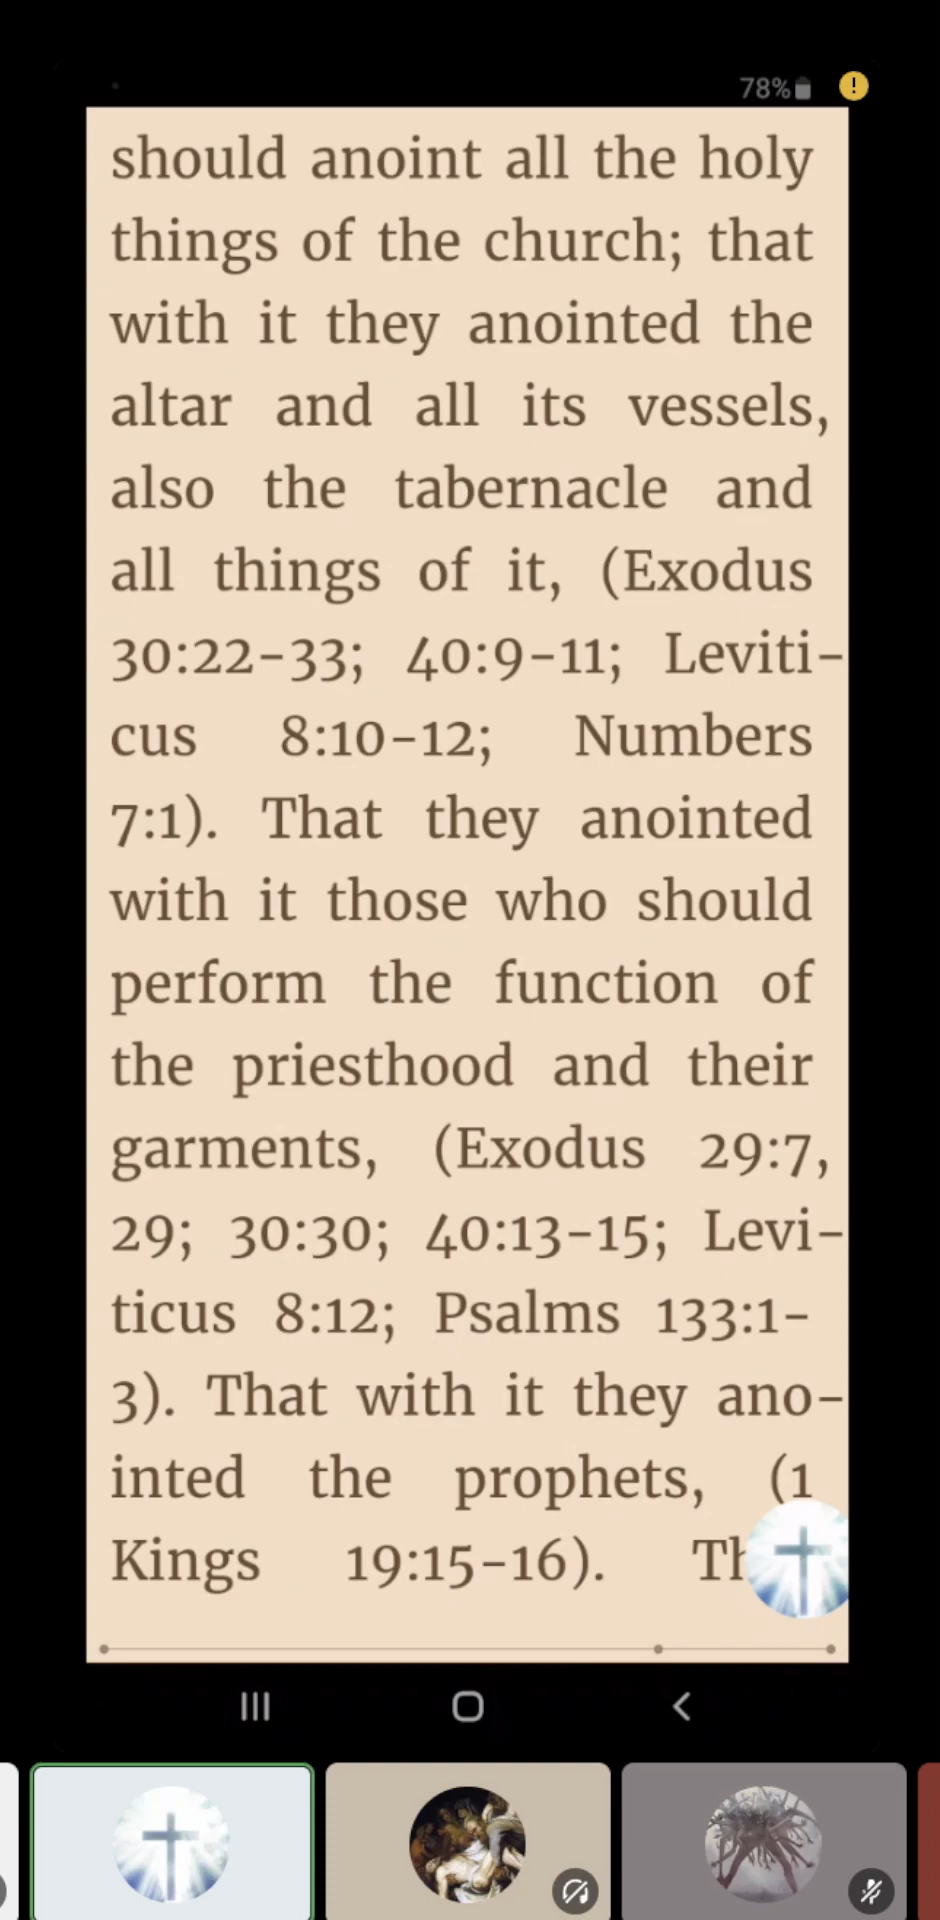 78%
should anoint all the holy
things of the church; that
with it they anointed the
altar and all its vessels,
also the tabernacle and
all things of it, (Exodus
30:22-33; 40:9-11; Leviti-
cus 8:10-12; Numbers
7:1). That they anointed
with it those who should
perform the function of
the priesthood and their
garments, (Exodus 29:7,
29; 30:30; 40:13-15; Levi-
ticus 8:12; Psalms 133:1-
3). That with it they ano-
inted the prophets, (1
Kings 19:15-16).